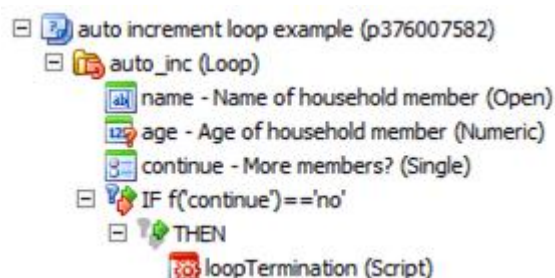 auto increment loop example (p376007582)
auto_inc (Loop)
name - Name of household member (Open)
age - Age of household member (Numeric)
continue - More members? (Single)
IF f('continue')=='no'
THEN
loopTermination (Script)